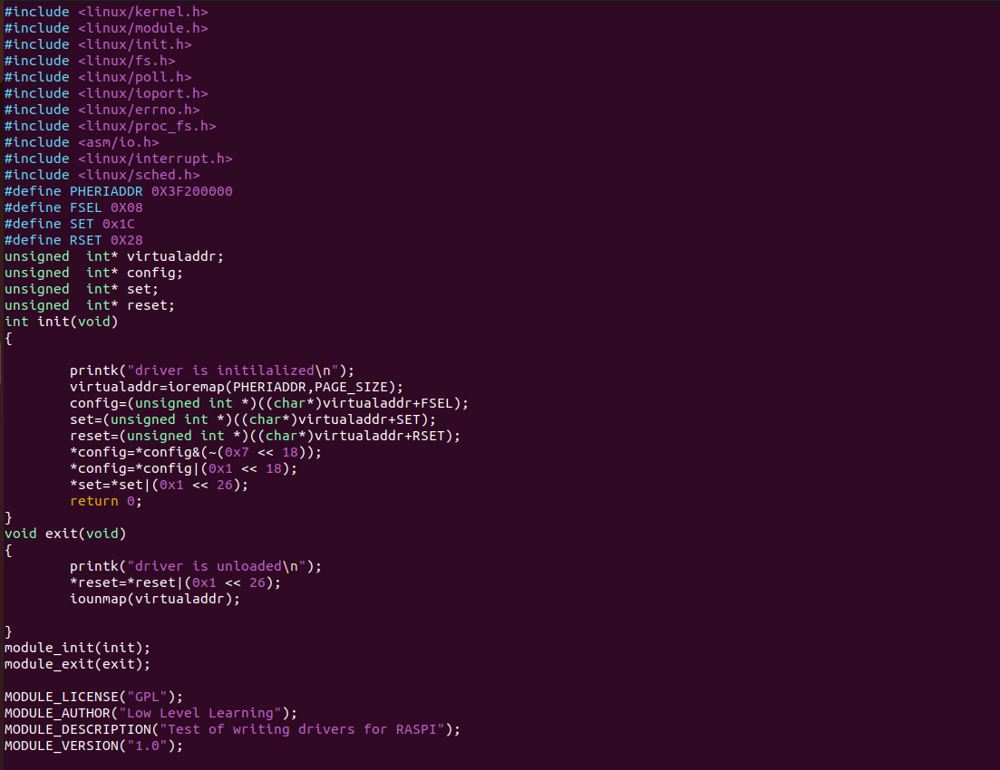 #include <linux/kernel.h>
#include <linux/module.h>
#include <linux/init.h>
#include <linux/fs.h>
#include <linux/poll.h>
#include <linux/ioport.h>
#include <linux/errno.h>
#include <linux/proc_fs.h>
#include <asm/io.h>
#include <linux/interrupt.h>
#include <linux/sched.h>
#define PHERIADDR 0X3F200000
#define FSEL 0X08
#define SET 0x1C
#define RSET 0X28
unsigned  int* virtualaddr;
unsigned  int* config;
unsigned  int* set;
unsigned  int* reset;
int init(void)
{
        printk("driver is initilalized\n");
        virtualaddr=ioremap(PHERIADDR,PAGE_SIZE);
        config=(unsigned int *)((char*)virtualaddr+FSEL);
        set=(unsigned int *)((char*)virtualaddr+SET);
        reset=(unsigned int *)((char*)virtualaddr+RSET);
        *config=*config&(~(0x7 << 18));
        *config=*config|(0x1 << 18);
        *set=*set|(0x1 << 26);
        return 0;
}
void exit(void)
{
        printk("driver is unloaded\n");
        *reset=*reset|(0x1 << 26);
        iounmap(virtualaddr);
}
module_init(init);
module_exit(exit);
MODULE_LICENSE("GPL");
MODULE_AUTHOR("Low Level Learning");
MODULE_DESCRIPTION("Test of writing drivers for RASPI");
MODULE_VERSION("1.0");